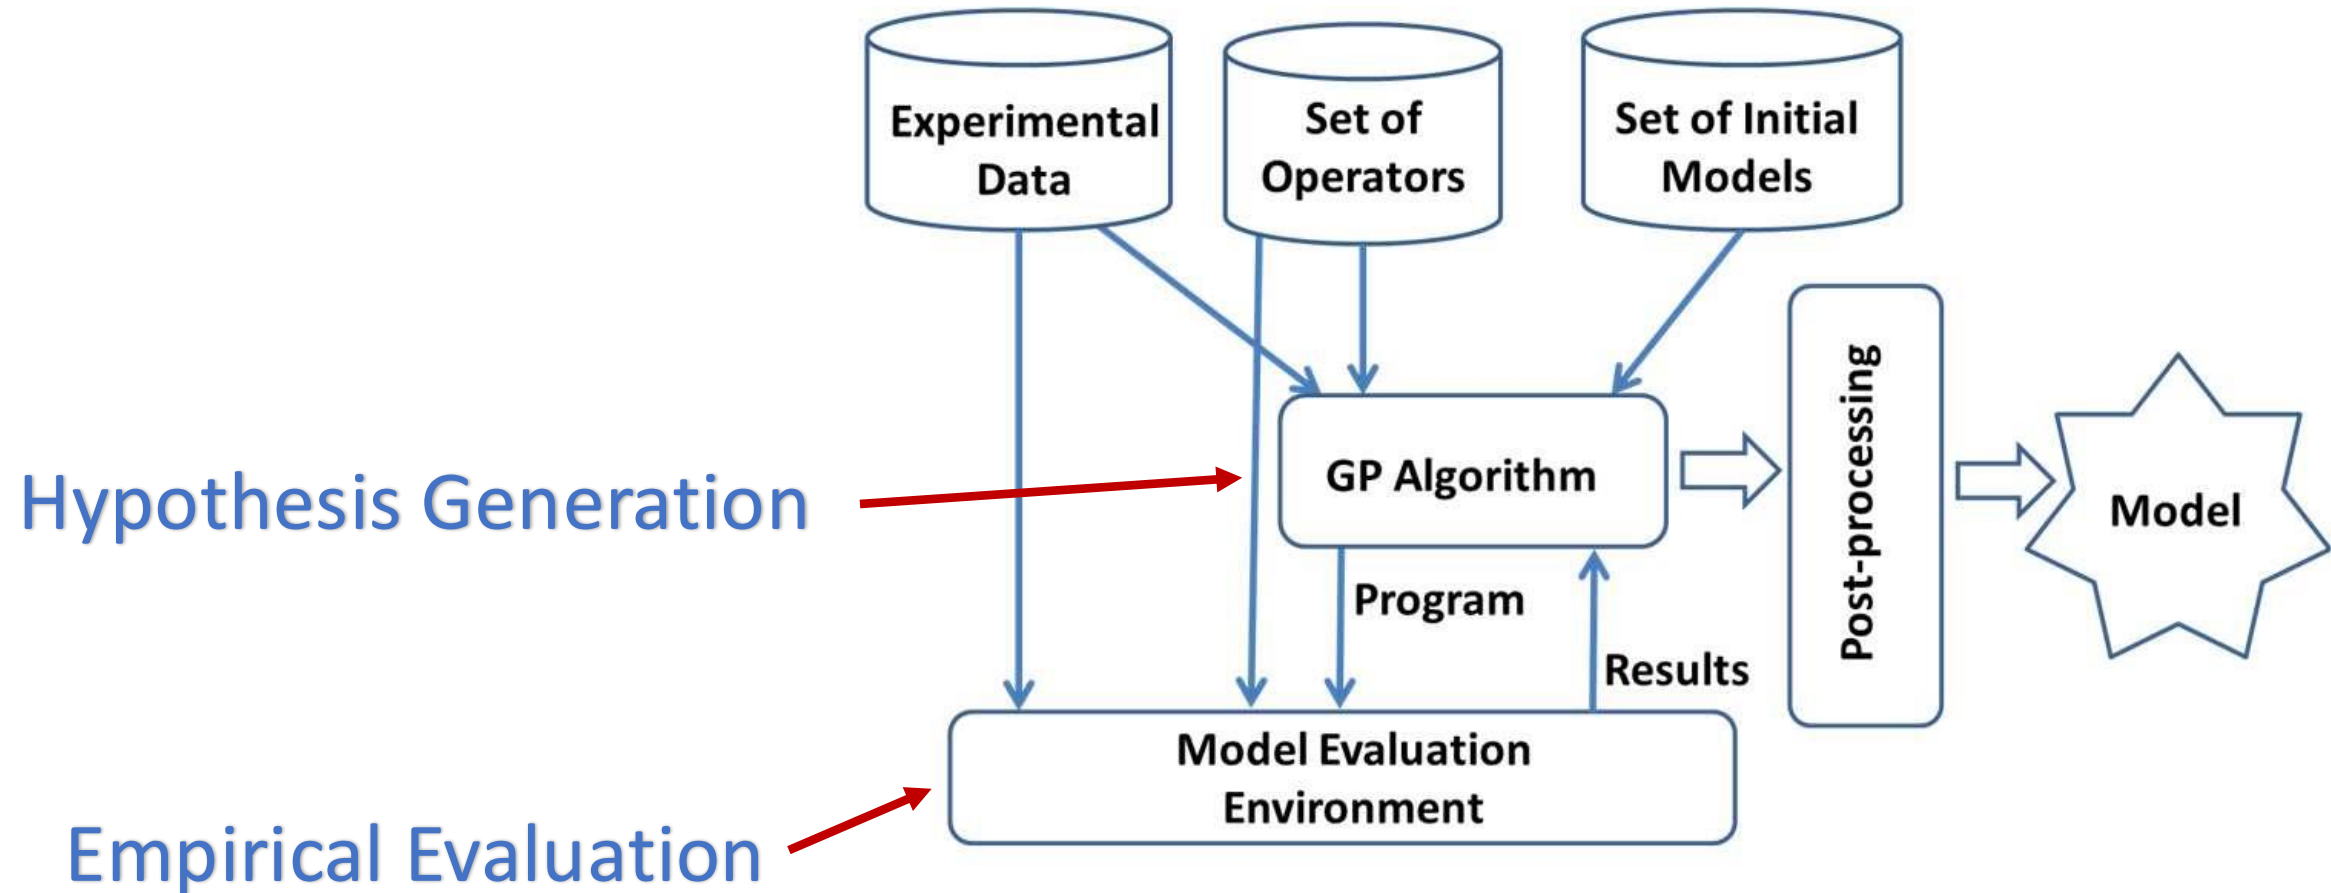 Experimental
Data
Set of
Operators
Set of Initial
Models
Hypothesis Generation
GP Algorithm
Post-processing
Model
Program
Results
Model Evaluation
Environment
Empirical Evaluation